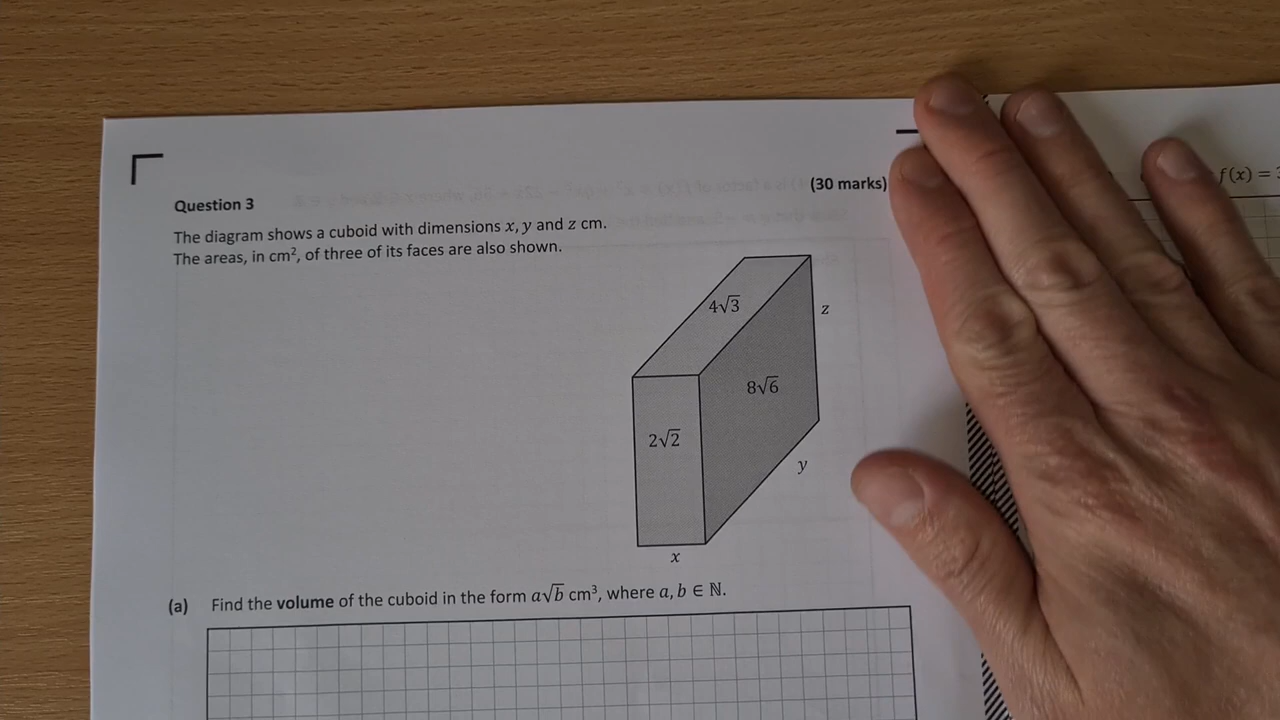 Question 3
(30 marks)
The diagram shows a cuboid with dimensions x, y and z cm.
The areas, in cm², of three of its faces are also shown.
4√3
z
8√6
2√2
y
x
(a) Find the volume of the cuboid in the form a√b cm³, where a, b ∈ ℕ.
f(x) = 3